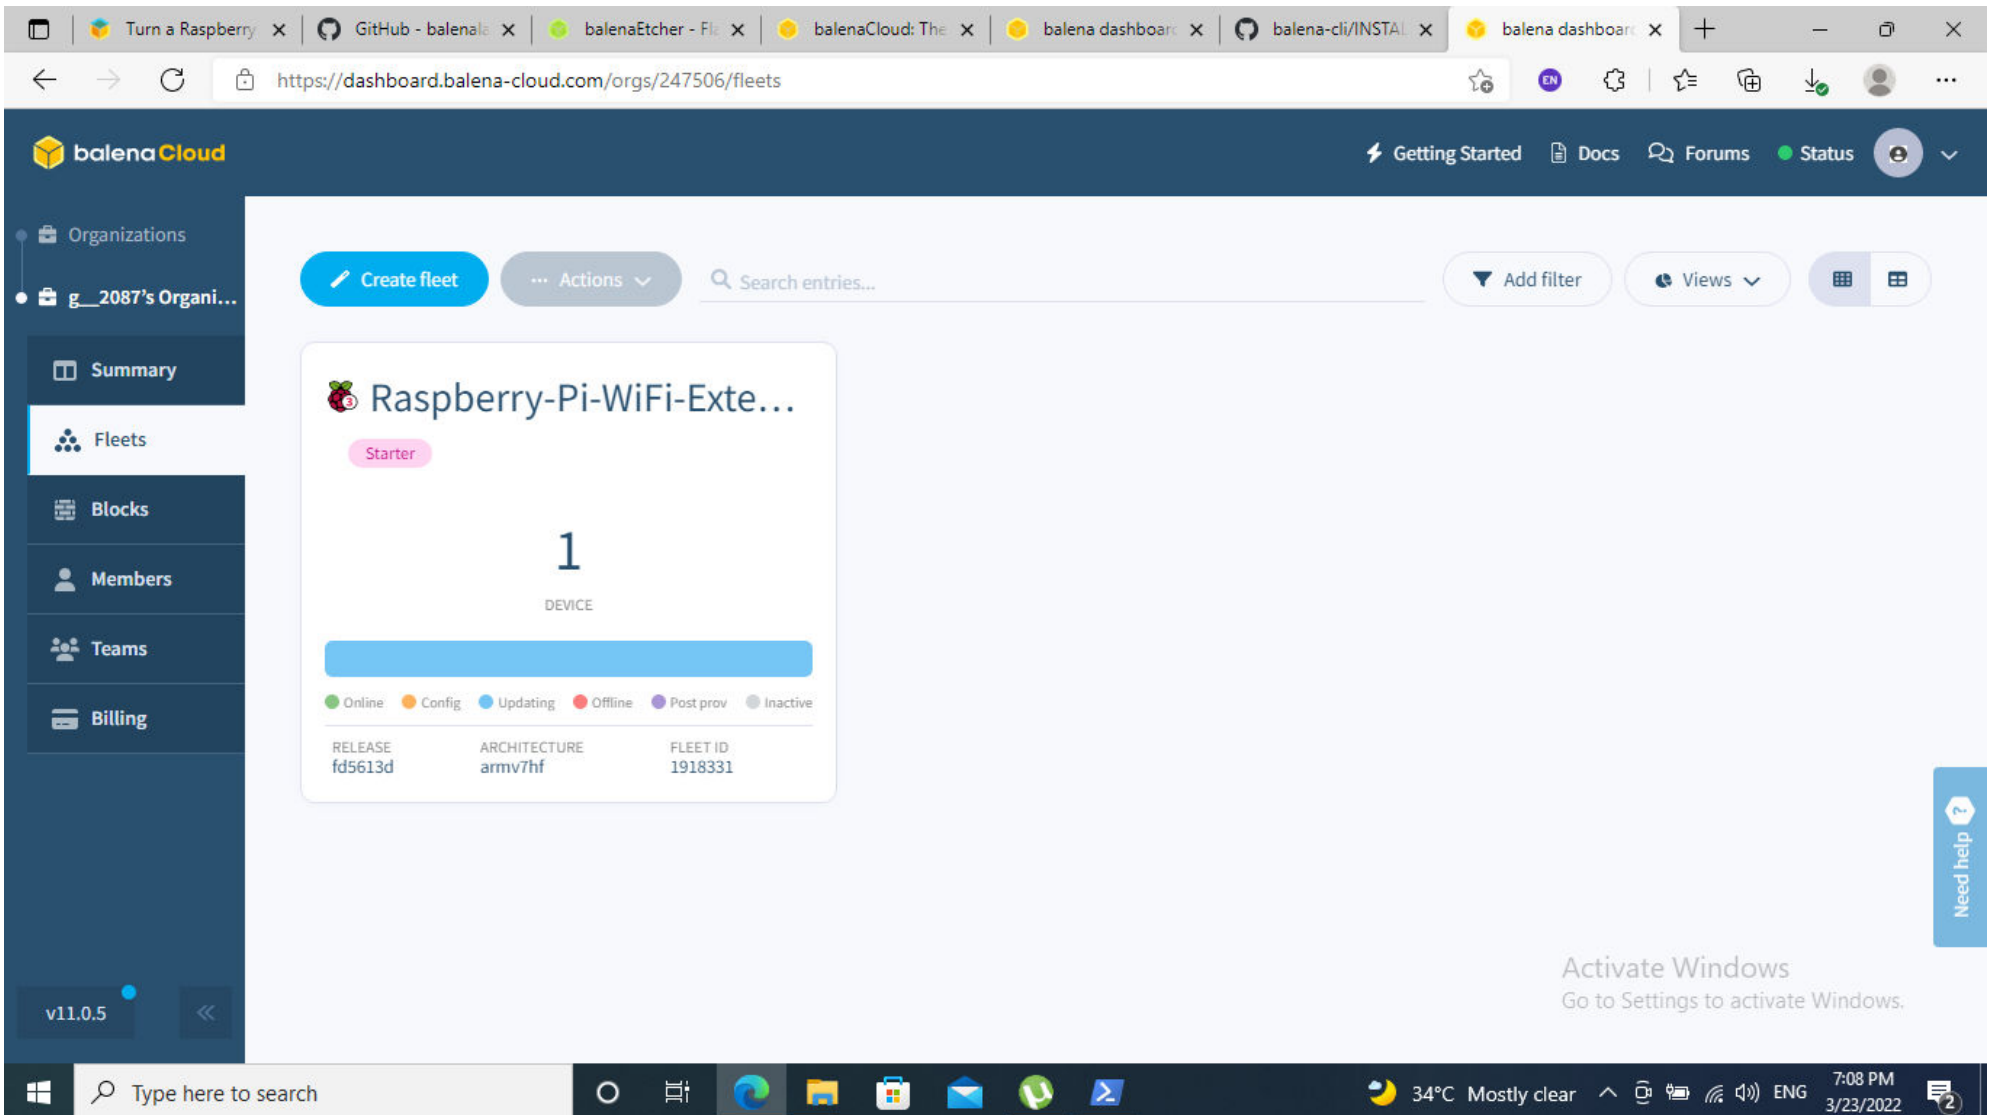 Turn a Raspberry
GitHub - balenala
balenaEtcher - Fla
balenaCloud: The
balena dashboard
balena-cli/INSTAL
balena dashboard
https://dashboard.balena-cloud.com/orgs/247506/fleets
EN
balenaCloud
Getting Started
Docs
Forums
Status
Organizations
g__2087's Organi...
Summary
Fleets
Blocks
Members
Teams
Billing
v11.0.5
Create fleet
Actions
Search entries...
Add filter
Views
Raspberry-Pi-WiFi-Exte...
Starter
1
DEVICE
Online Config Updating Offline Post prov Inactive
RELEASE ARCHITECTURE FLEET ID
fd5613d armv7hf 1918331
Need help ?
Activate Windows
Go to Settings to activate Windows.
Type here to search
34°C Mostly clear
ENG
7:08 PM
3/23/2022
2